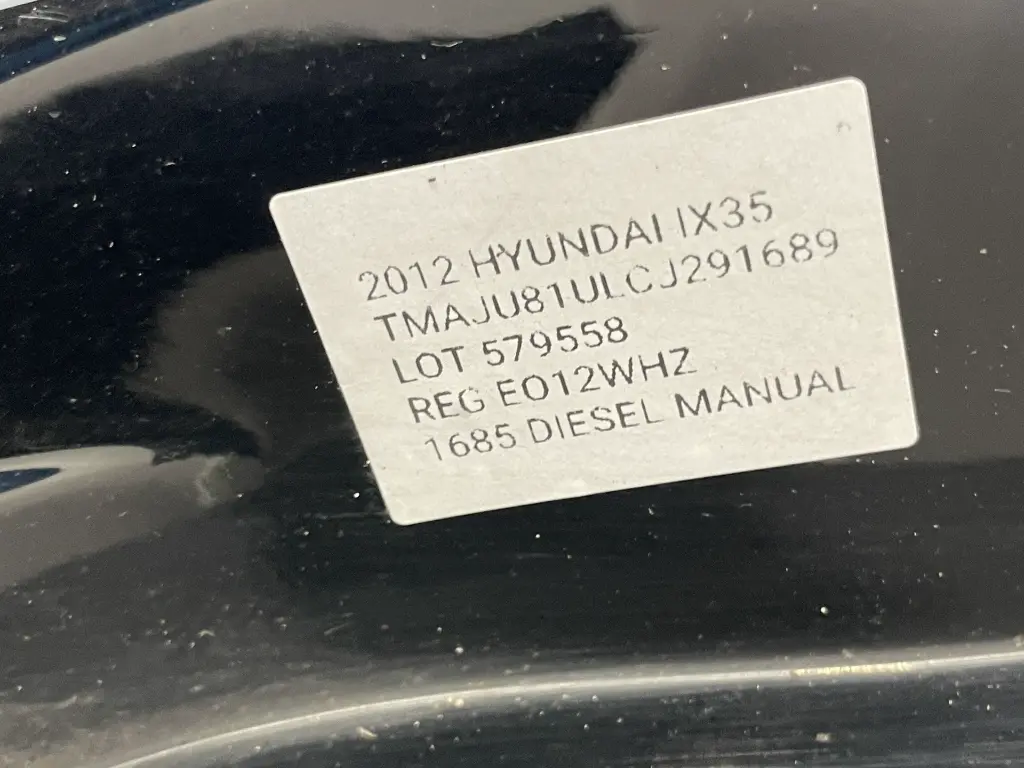 2012 HYUNDAI IX35
TMAJU81ULCJ291689
LOT 579558
REG EO12WHZ
1685 DIESEL MANUAL